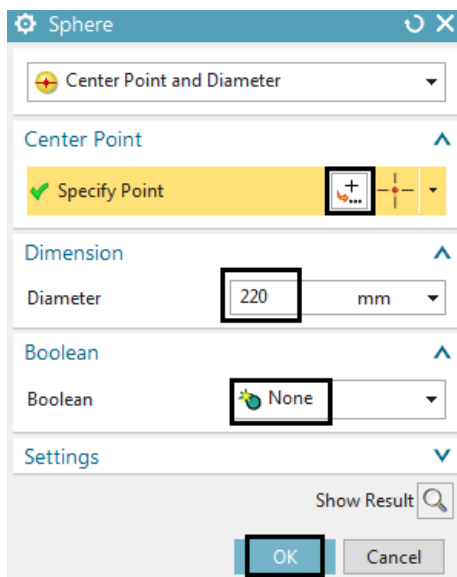 Sphere
Center Point and Diameter
Center Point
Specify Point
Dimension
Diameter 220 mm
Boolean
Boolean None
Settings
Show Result
OK Cancel